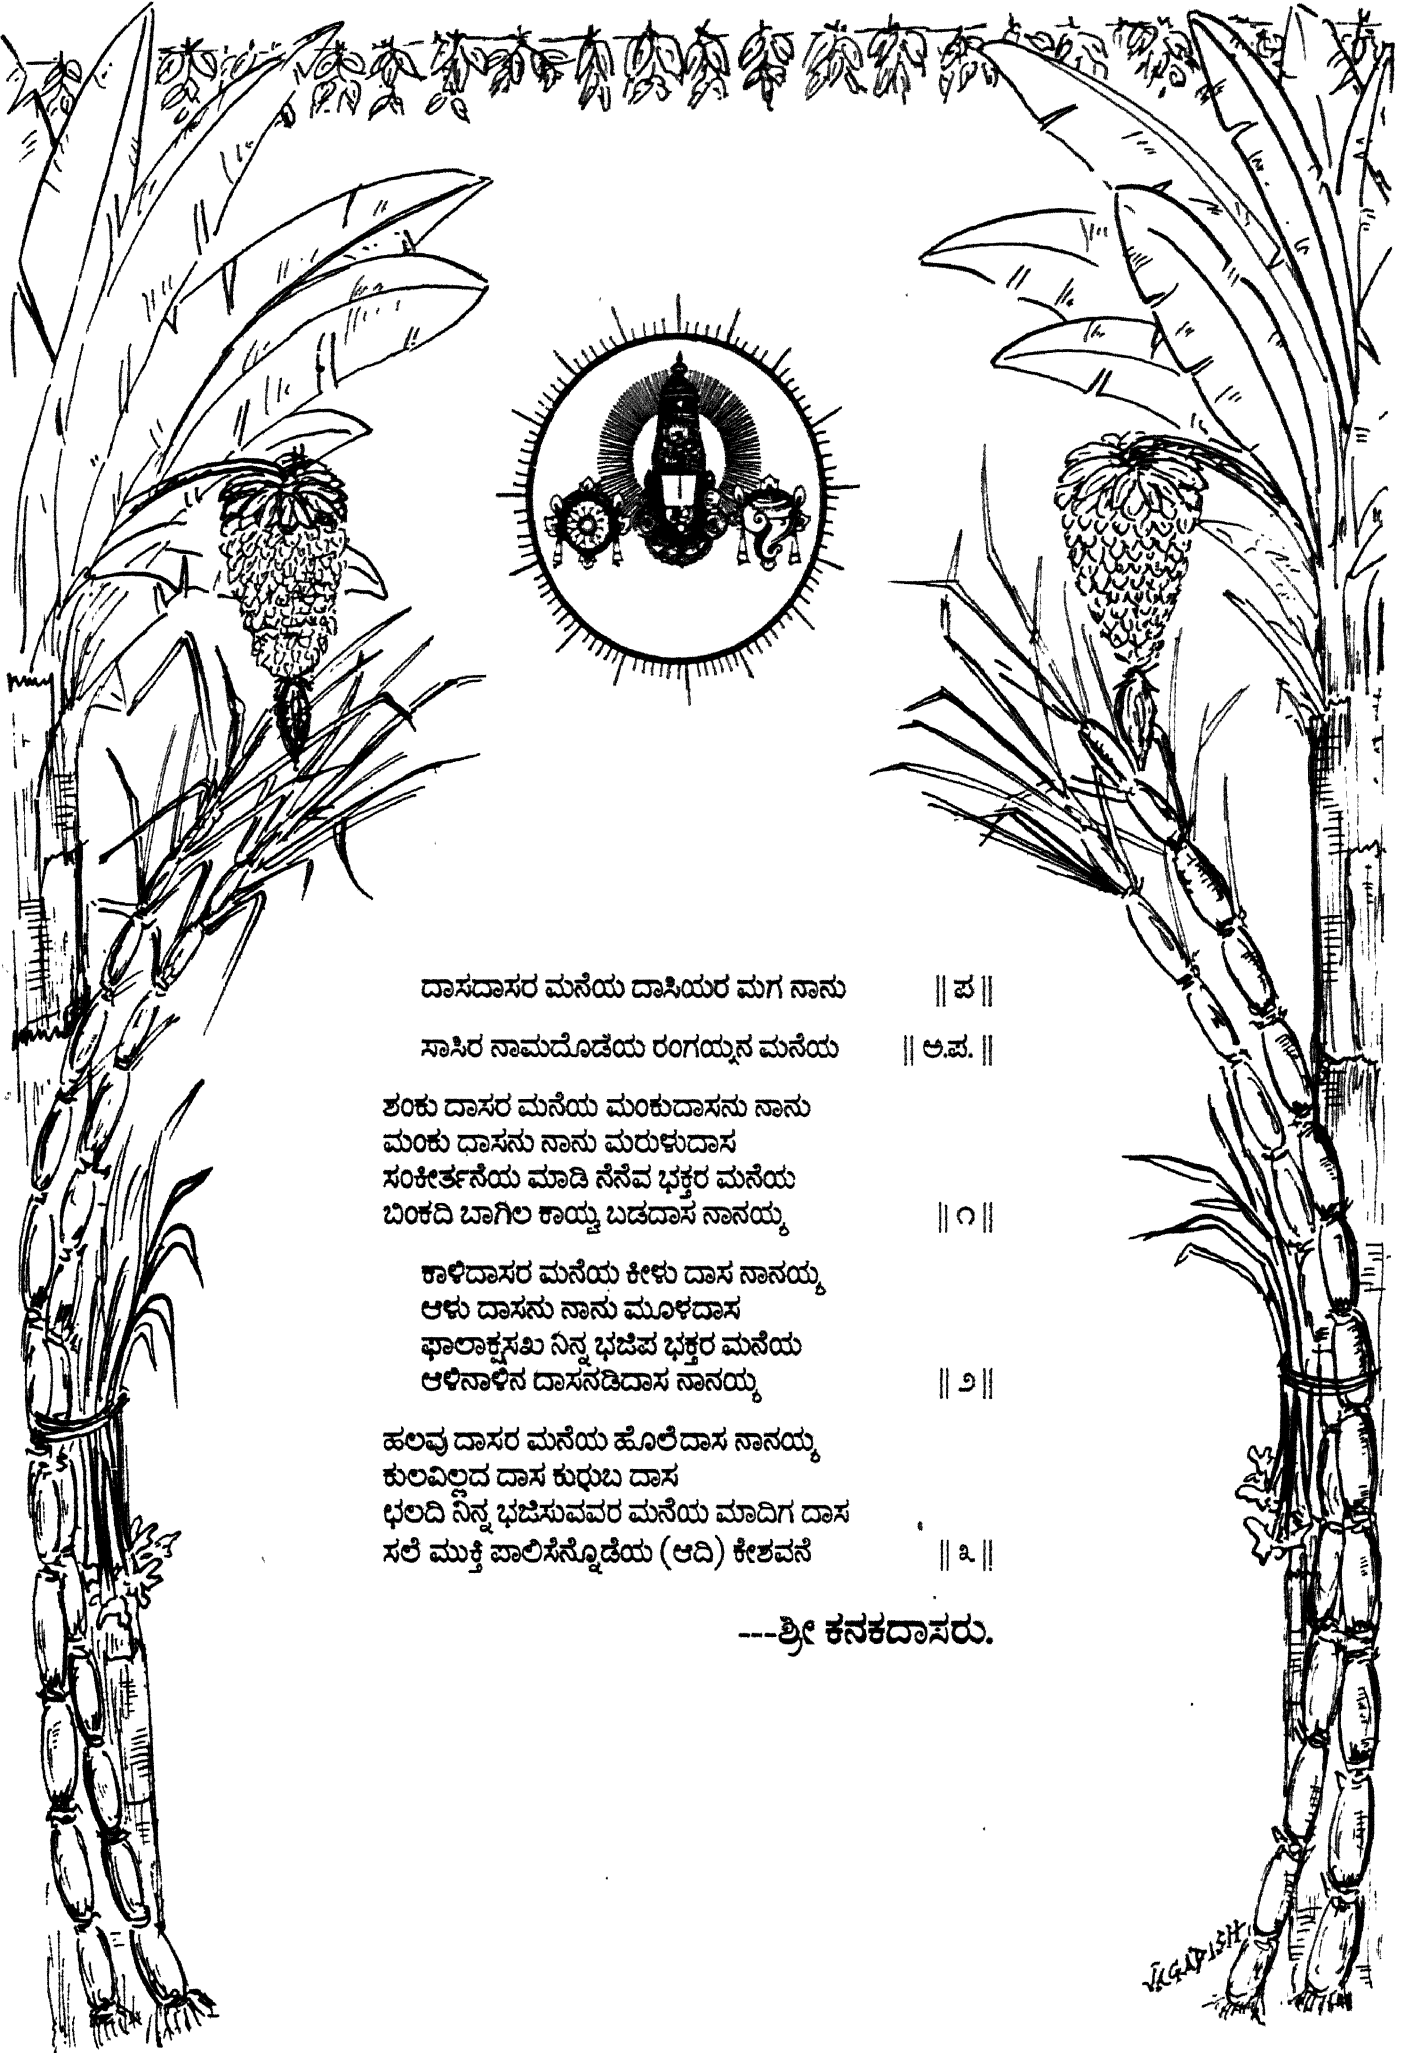 ದಾಸದಾಸರ ಮನೆಯ ದಾಸಿಯರ ಮಗ ನಾನು || ಪ ||
ಸಾಸಿರ ನಾಮದೊಡೆಯ ರಂಗಯ್ಯನ ಮನೆಯ || ಅ.ಪ. ||
ಶಂಕು ದಾಸರ ಮನೆಯ ಮಂಕುದಾಸನು ನಾನು
ಮಂಕು ದಾಸನು ನಾನು ಮರುಳುದಾಸ
ಸಂಕೀರ್ತನೆಯ ಮಾಡಿ ನೆನೆವ ಭಕ್ತರ ಮನೆಯ
ಬಿಂಕದಿ ಬಾಗಿಲ ಕಾಯ್ವ ಬಡದಾಸ ನಾನಯ್ಯ || ೧ ||
ಕಾಳಿದಾಸರ ಮನೆಯ ಕೀಳು ದಾಸ ನಾನಯ್ಯ
ಆಳು ದಾಸನು ನಾನು ಮೂಳದಾಸ
ಫಾಲಾಕ್ಷಸಖ ನಿನ್ನ ಭಜಿಪ ಭಕ್ತರ ಮನೆಯ
ಆಳಿನಾಳಿನ ದಾಸನಡಿದಾಸ ನಾನಯ್ಯ || ೨ ||
ಹಲವು ದಾಸರ ಮನೆಯ ಹೊಲೆದಾಸ ನಾನಯ್ಯ
ಕುಲವಿಲ್ಲದ ದಾಸ ಕುರುಬ ದಾಸ
ಛಲದಿ ನಿನ್ನ ಭಜಿಸುವವರ ಮನೆಯ ಮಾದಿಗ ದಾಸ
ಸಲೆ ಮುಕ್ತಿ ಪಾಲಿಸೆನ್ನೊಡೆಯ (ಆದಿ) ಕೇಶವನೆ || ೩ ||
---ಶ್ರೀ ಕನಕದಾಸರು.
JAGADISH